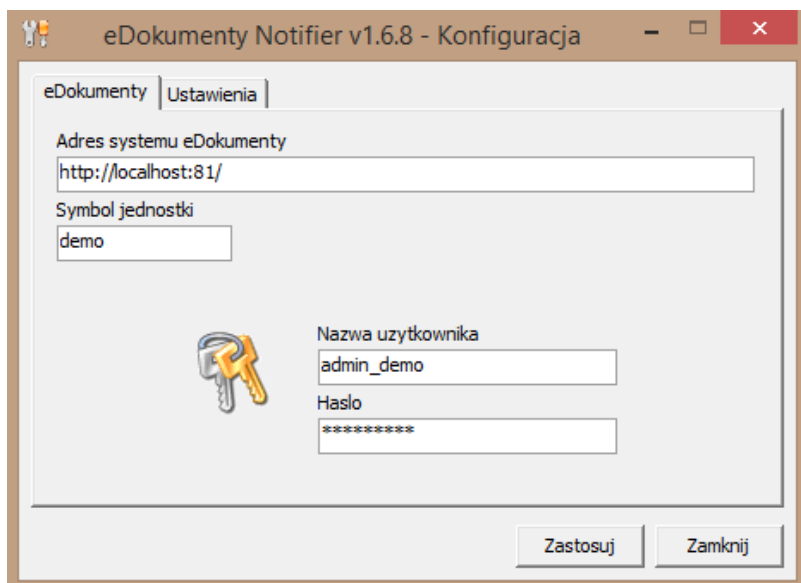 eDokumenty Notifier v1.6.8 - Konfiguracja
eDokumenty Ustawienia
Adres systemu eDokumenty
http://localhost:81/
Symbol jednostki
demo
Nazwa uzytkownika
admin_demo
Haslo
*********
Zastosuj Zamknij